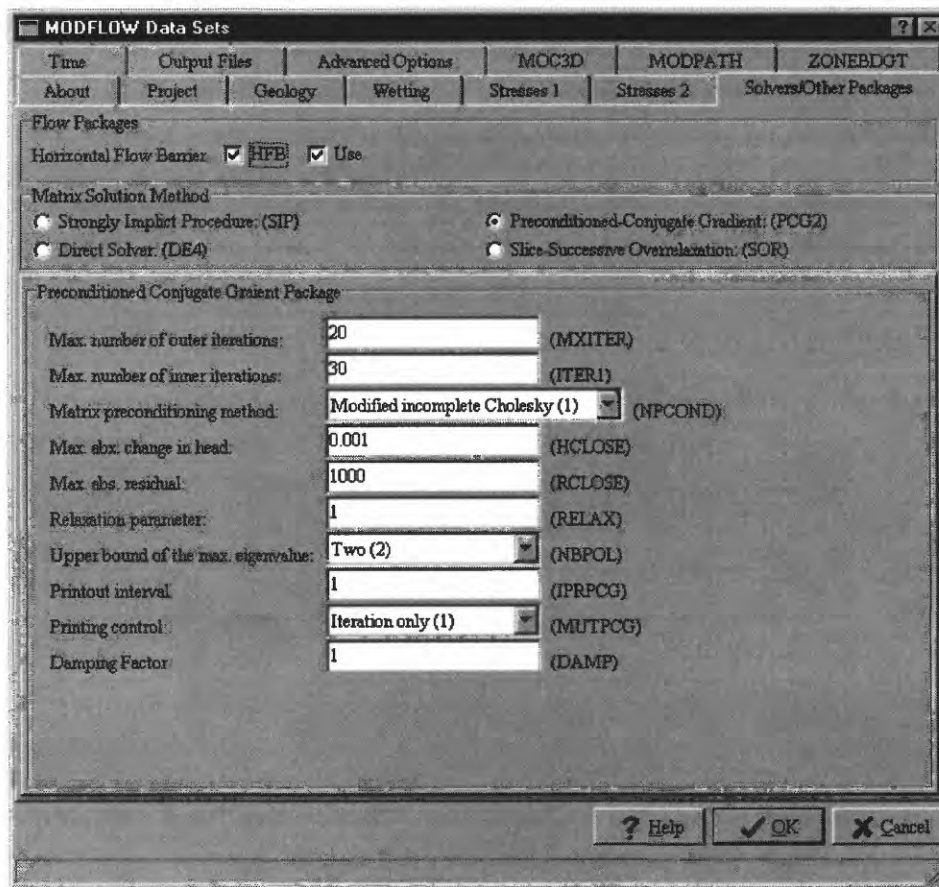 MODFLOW Data Sets
Time Output Files Advanced Options MOC3D MODPATH ZONEBDGT
About Project Geology Wetting Stresses 1 Stresses 2 Solvers/Other Packages
Flow Packages
Horizontal Flow Barrier HFB Use
Matrix Solution Method
Strongly Implict Procedure: (SIP) Preconditioned-Conjugate Gradient: (PCG2)
Direct Solver: (DE4) Slice-Successive Overrelaxation: (SOR)
Preconditioned Conjugate Graient Package
Max. number of outer iterations: 20 (MXITER)
Max. number of inner iterations: 30 (ITER1)
Matrix preconditioning method: Modified incomplete Cholesky (1) (NPCOND)
Max. abx. change in head: 0.001 (HCLOSE)
Max. abs. residual: 1000 (RCLOSE)
Relaxation parameter: 1 (RELAX)
Upper bound of the max. eigenvalue: Two (2) (NBPOL)
Printout interval 1 (IPRPCG)
Printing control: Iteration only (1) (MUTPCG)
Damping Factor 1 (DAMP)
? Help OK Cancel